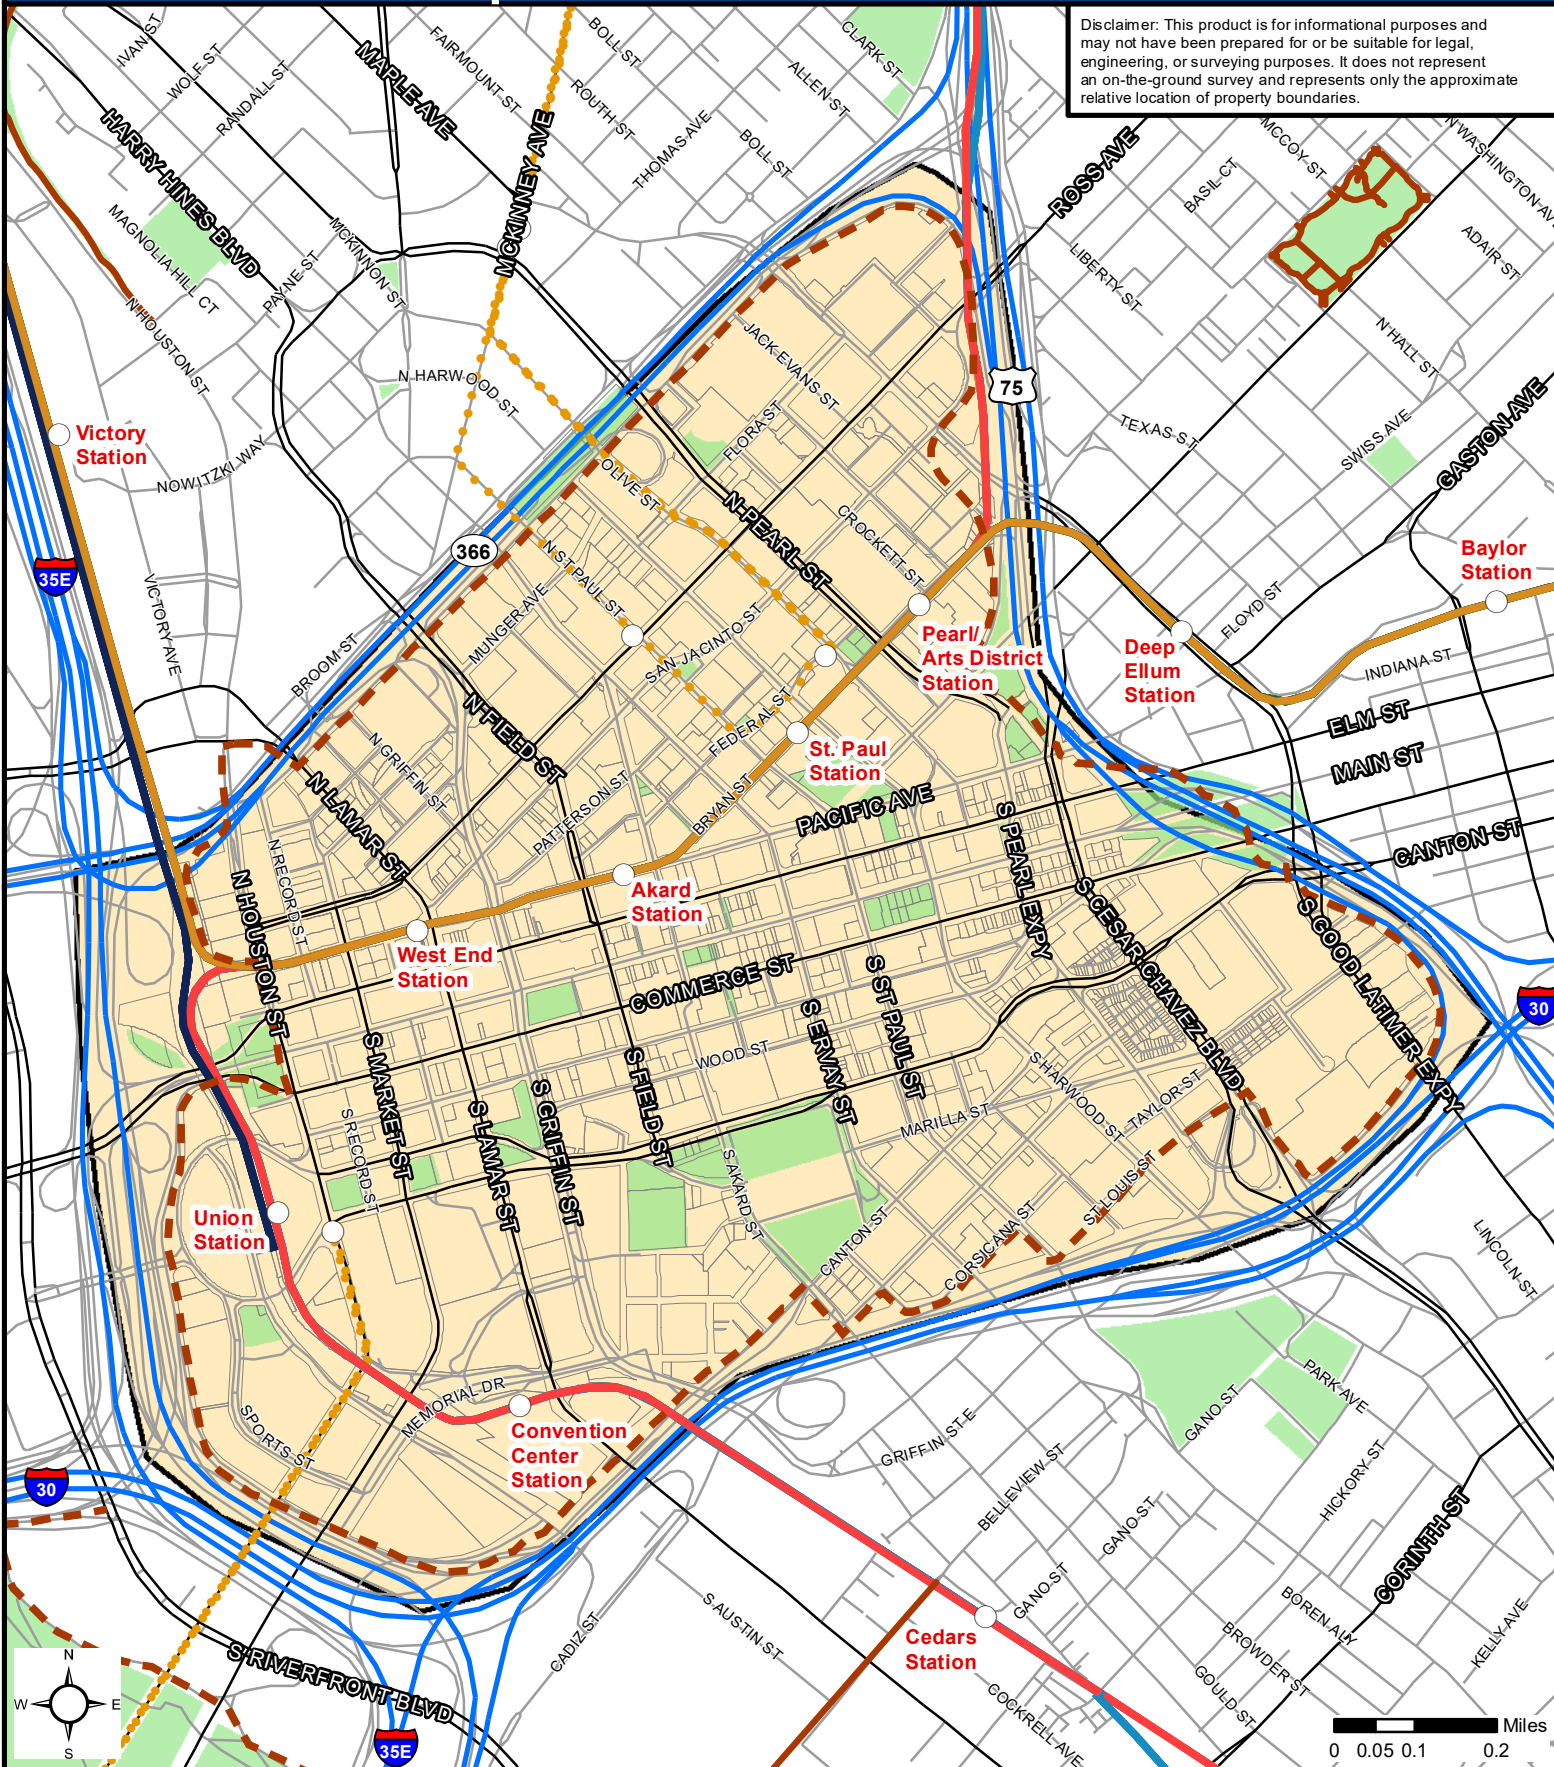 Disclaimer: This product is for informational purposes and
may not have been prepared for or be suitable for legal,
engineering, or surveying purposes. It does not represent
an on-the-ground survey and represents only the approximate
relative location of property boundaries.
IVAN ST
WOLF ST
RANDALL ST
MAPLE AVE
FAIRMOUNT ST
BOLL ST
ROUTH ST
THOMAS AVE
BOLL ST
ALLEN ST
CLARK ST
HARRY HINES BLVD
MCKINNEY AVE
ROSS AVE
MCCOY ST
BASIL CT
N WASHINGTON AVE
ADAIR ST
LIBERTY ST
MAGNOLIA HILL CT
PAYNE ST
MCKINNON ST
N HOUSTON ST
N HARWOOD ST
JACK EVANS ST
75
N HALL ST
FLORA ST
TEXAS ST
SWISS AVE
GASTON AVE
Victory
Station
NOWITZKI WAY
OLIVE ST
N PEARL ST
CROCKETT ST
366
35E
N ST PAUL ST
MUNGER AVE
VICTORY AVE
BROOM ST
SAN JACINTO ST
Pearl/
Arts District
Station
Deep
Ellum
Station
FLOYD ST
Baylor
Station
INDIANA ST
ELM ST
MAIN ST
CANTON ST
N FIELD ST
N GRIFFIN ST
FEDERAL ST
St. Paul
Station
PATTERSON ST
BRYAN ST
PACIFIC AVE
N LAMAR ST
N RECORD ST
N HOUSTON ST
Akard
Station
West End
Station
S PEARL EXPY
S CESAR CHAVEZ BLVD
S GOOD LATIMER EXPY
COMMERCE ST
S ST PAUL ST
S ERVAY ST
30
WOOD ST
S MARKET ST
S RECORD ST
S LAMAR ST
S GRIFFIN ST
S FIELD ST
S HARWOOD ST
TAYLOR ST
MARILLA ST
S AKARD ST
ST LOUIS ST
CANTON ST
CORSICANA ST
Union
Station
LINCOLN ST
SPORTS ST
MEMORIAL DR
Convention
Center
Station
30
PARK AVE
GANO ST
GRIFFIN ST E
BELLEVIEW ST
GANO ST
HICKORY ST
CORINTH ST
GANO ST
BOREN ALY
BROWDER ST
GOULD ST
KELLY AVE
S AUSTIN ST
CADIZ ST
Cedars
Station
COCKRELL AVE
S RIVERFRONT BLVD
35E
N
W
E
S
Miles
0 0.05 0.1 0.2